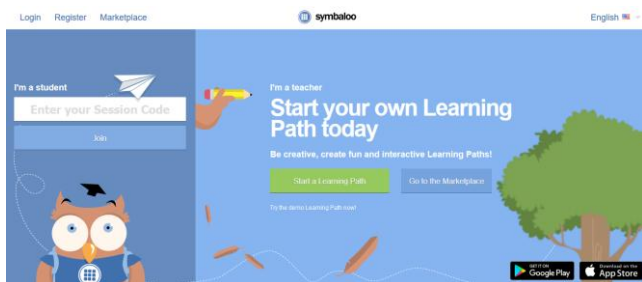 Login Register Marketplace
symbaloo
English
I'm a student
Enter your Session Code
Join
I'm a teacher
Start your own Learning
Path today
Be creative, create fun and interactive Learning Paths!
Start a Learning Path
Go to the Marketplace
Try the demo Learning Path now!
GET IT ON
Google Play
Download on the
App Store